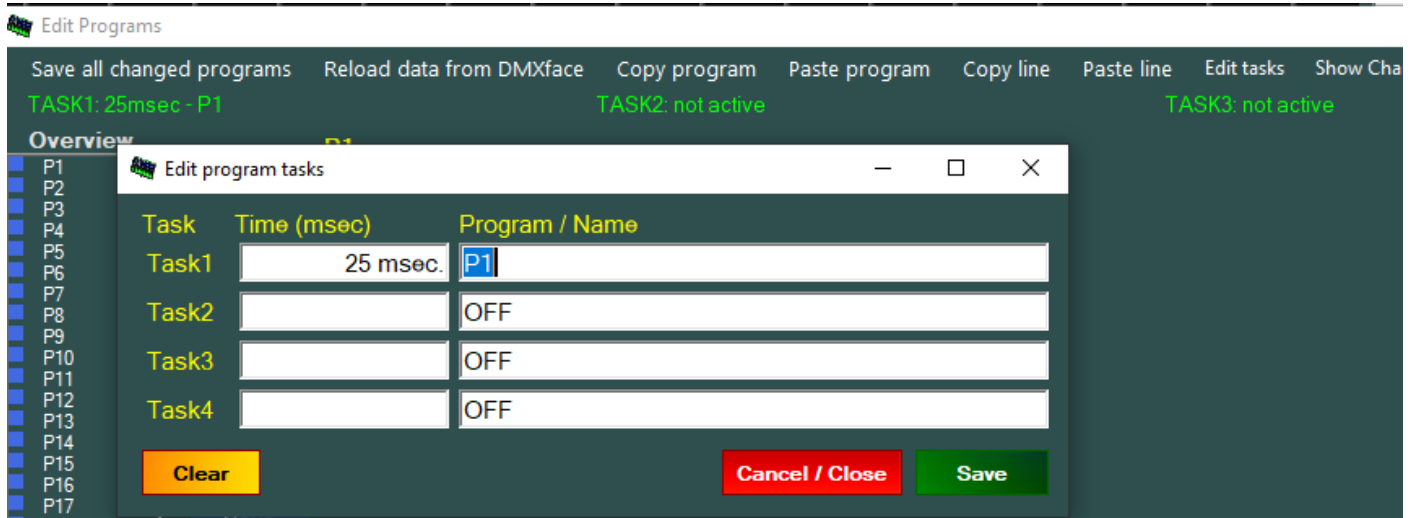 Edit Programs
Save all changed programs Reload data from DMXface Copy program Paste program Copy line Paste line Edit tasks Show Cha
TASK1: 25msec - P1 TASK2: not active TASK3: not active
Overview P1
Edit program tasks
Task Time (msec) Program / Name
Task1 25 msec. P1
Task2 OFF
Task3 OFF
Task4 OFF
Clear Cancel / Close Save
P1
P2
P3
P4
P5
P6
P7
P8
P9
P10
P11
P12
P13
P14
P15
P16
P17